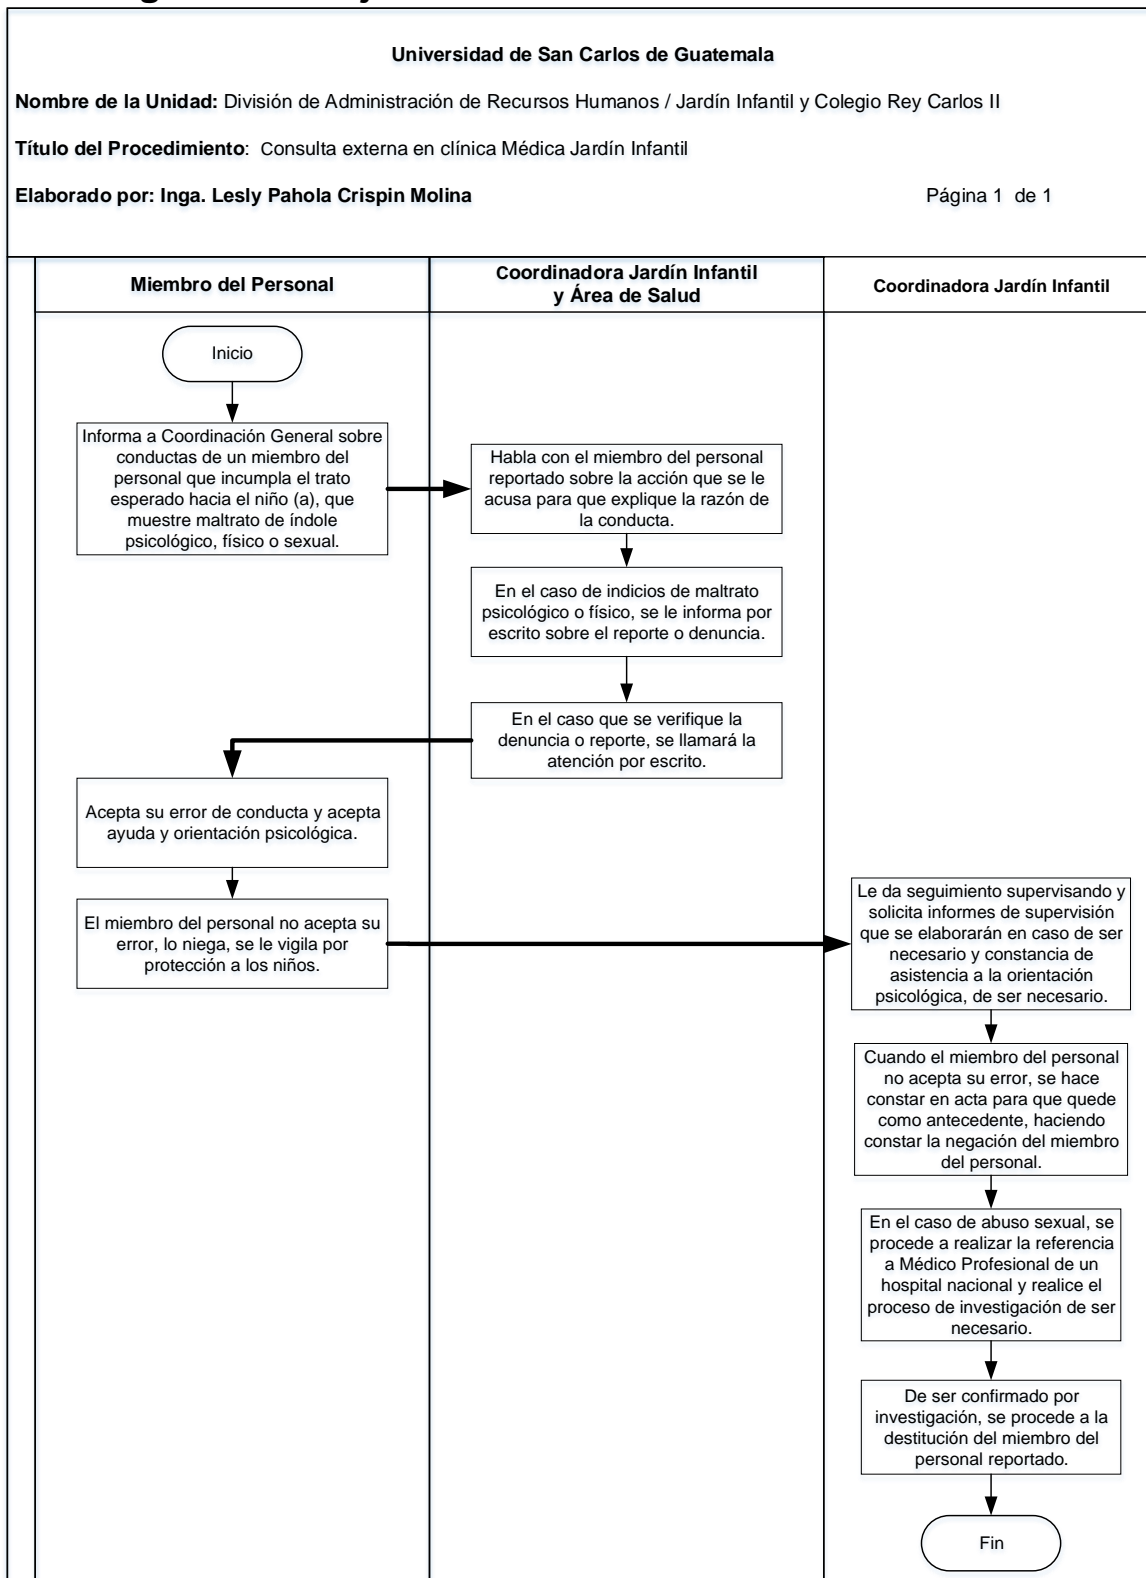 Universidad de San Carlos de Guatemala
Nombre de la Unidad: División de Administración de Recursos Humanos / Jardín Infantil y Colegio Rey Carlos II
Título del Procedimiento: Consulta externa en clínica Médica Jardín Infantil
Elaborado por: Inga. Lesly Pahola Crispin Molina
Página 1 de 1
Miembro del Personal
Coordinadora Jardín Infantil
y Área de Salud
Coordinadora Jardín Infantil
Inicio
Informa a Coordinación General sobre
conductas de un miembro del
personal que incumpla el trato
esperado hacia el niño (a), que
muestre maltrato de índole
psicológico, físico o sexual.
Habla con el miembro del personal
reportado sobre la acción que se le
acusa para que explique la razón de
la conducta.
En el caso de indicios de maltrato
psicológico o físico, se le informa por
escrito sobre el reporte o denuncia.
En el caso que se verifique la
denuncia o reporte, se llamará la
atención por escrito.
Acepta su error de conducta y acepta
ayuda y orientación psicológica.
El miembro del personal no acepta su
error, lo niega, se le vigila por
protección a los niños.
Le da seguimiento supervisando y
solicita informes de supervisión
que se elaborarán en caso de ser
necesario y constancia de
asistencia a la orientación
psicológica, de ser necesario.
Cuando el miembro del personal
no acepta su error, se hace
constar en acta para que quede
como antecedente, haciendo
constar la negación del miembro
del personal.
En el caso de abuso sexual, se
procede a realizar la referencia
a Médico Profesional de un
hospital nacional y realice el
proceso de investigación de ser
necesario.
De ser confirmado por
investigación, se procede a la
destitución del miembro del
personal reportado.
Fin